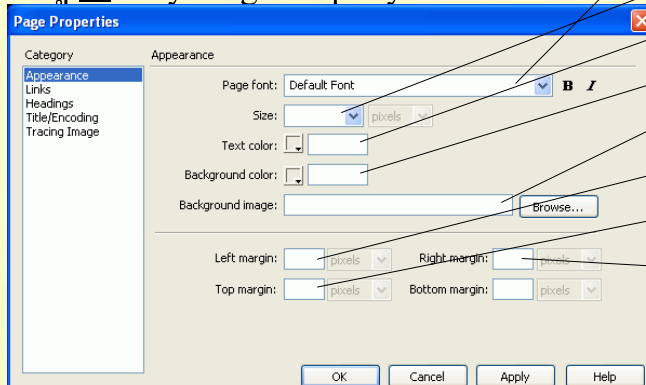 Page Properties
Category
Appearance
Links
Headings
Title/Encoding
Tracing Image
Appearance
Page font: Default Font B I
Size: pixels
Text color:
Background color:
Background image: Browse...
Left margin: pixels Right margin: pixels
Top margin: pixels Bottom margin: pixels
OK Cancel Apply Help